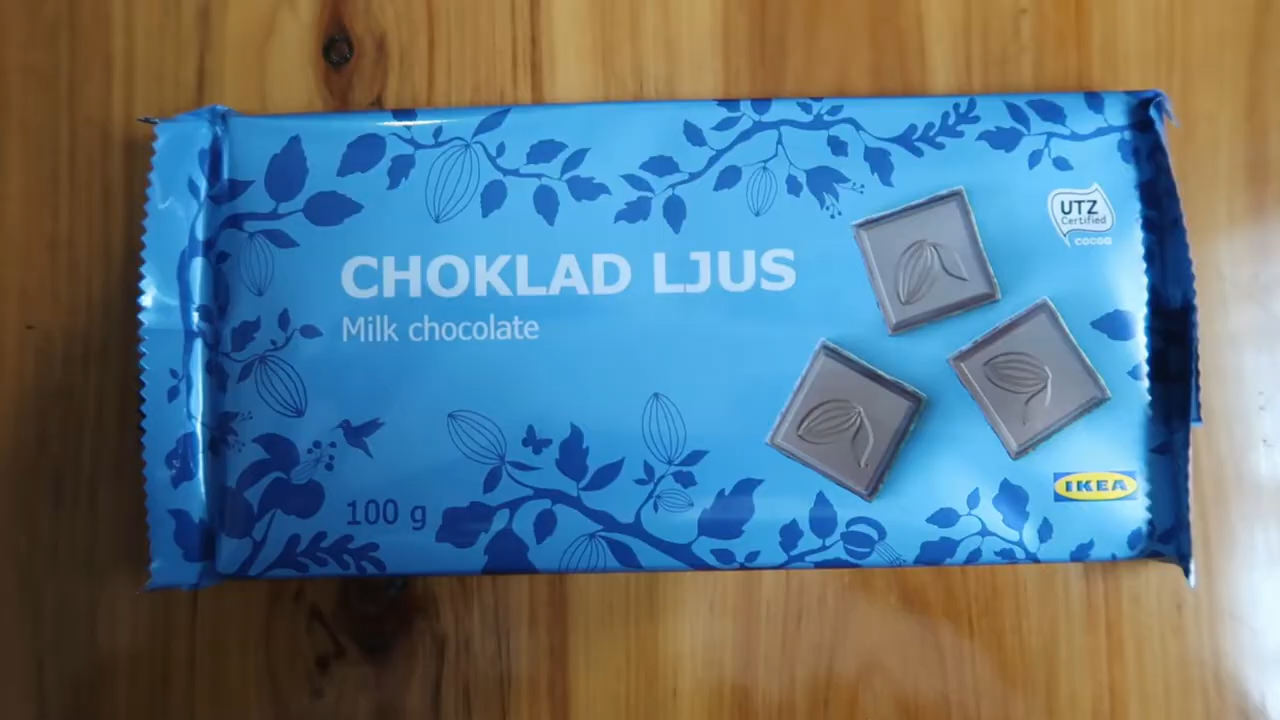 CHOKLAD LJUS
Milk chocolate
100 g
UTZ
Certified
cocoa
IKEA